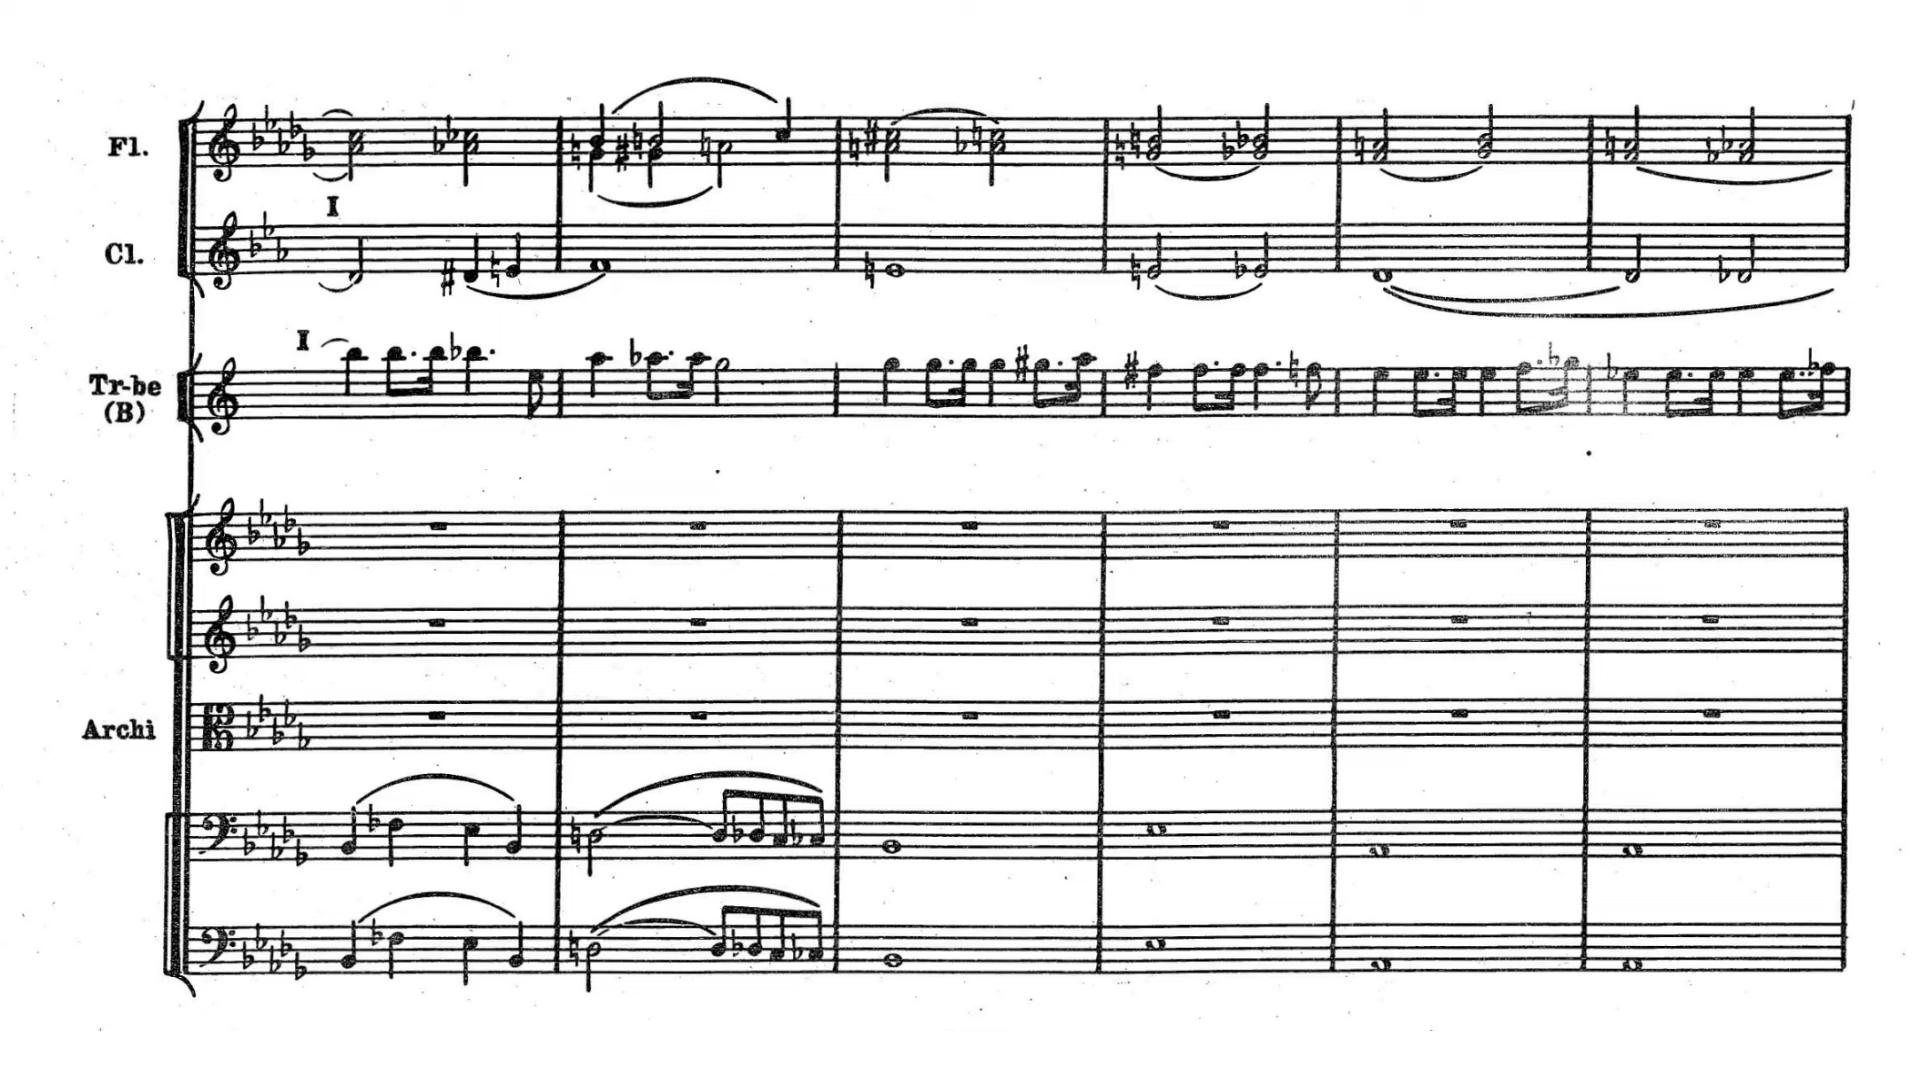 Fl.
I
Cl.
I
Tr-be
(B)
Archi